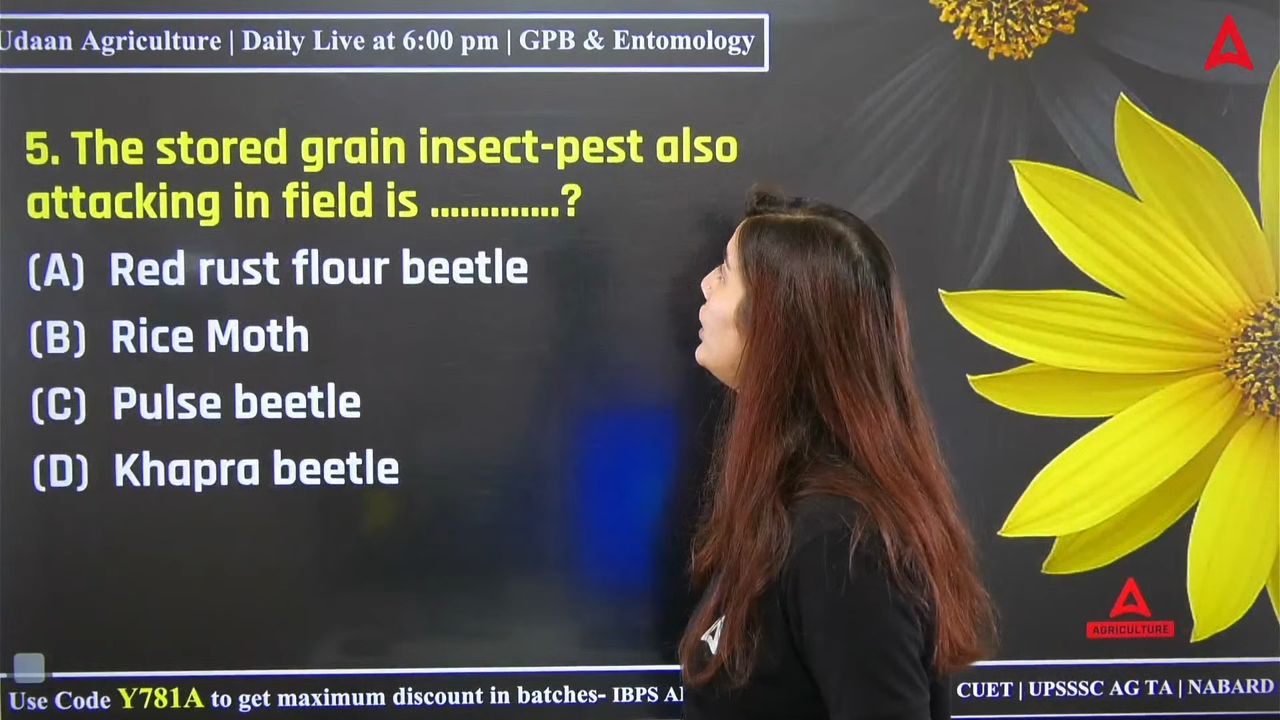 Udaan Agriculture | Daily Live at 6:00 pm | GPB & Entomology
5. The stored grain insect-pest also
attacking in field is .............?
(A) Red rust flour beetle
(B) Rice Moth
(C) Pulse beetle
(D) Khapra beetle
AGRICULTURE
Use Code Y781A to get maximum discount in batches- IBPS
CUET | UPSSSC AG TA | NABARD